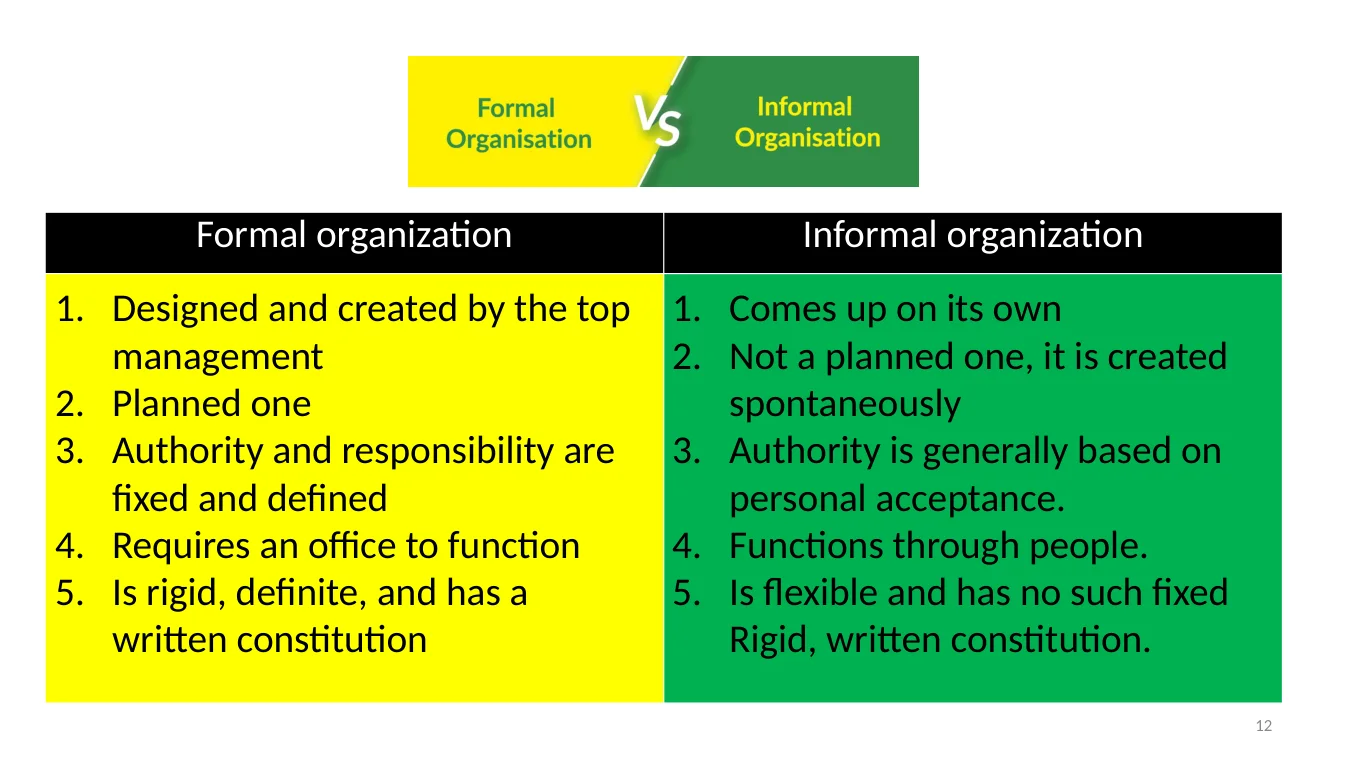 Formal
Organisation
VS
Informal
Organisation
Formal organization
Informal organization
1. Designed and created by the top
management
2. Planned one
3. Authority and responsibility are
fixed and defined
4. Requires an office to function
5. Is rigid, definite, and has a
written constitution
1. Comes up on its own
2. Not a planned one, it is created
spontaneously
3. Authority is generally based on
personal acceptance.
4. Functions through people.
5. Is flexible and has no such fixed
Rigid, written constitution.
12